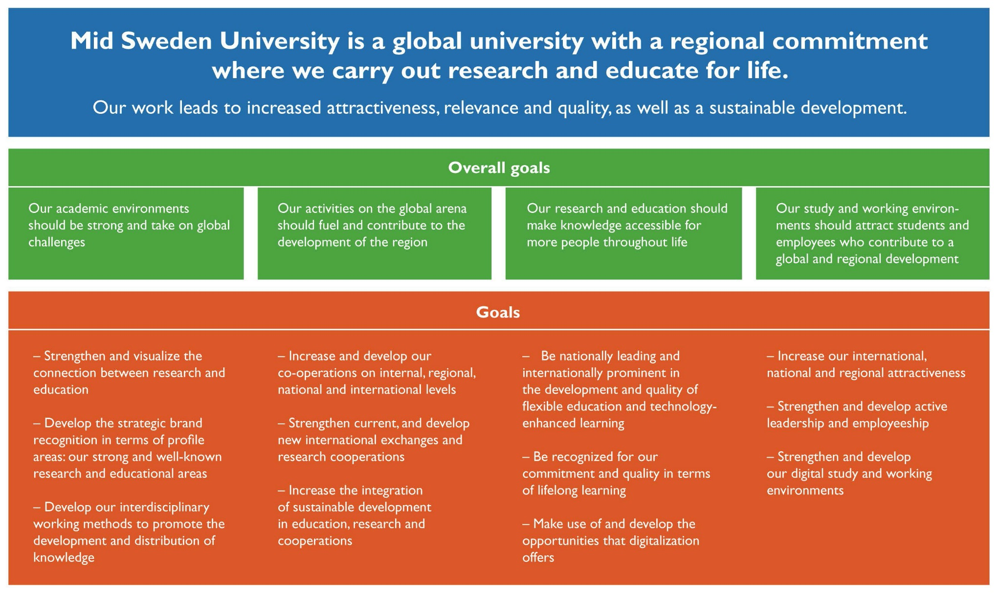 Mid Sweden University is a global university with a regional commitment
where we carry out research and educate for life.
Our work leads to increased attractiveness, relevance and quality, as well as a sustainable development.
Overall goals
Our academic environments
should be strong and take on global
challenges
Our activities on the global arena
should fuel and contribute to the
development of the region
Our research and education should
make knowledge accessible for
more people throughout life
Our study and working environ-
ments should attract students and
employees who contribute to a
global and regional development
Goals
– Strengthen and visualize the
connection between research and
education
– Develop the strategic brand
recognition in terms of profile
areas: our strong and well-known
research and educational areas
– Develop our interdisciplinary
working methods to promote the
development and distribution of
knowledge
– Increase and develop our
co-operations on internal, regional,
national and international levels
– Strengthen current, and develop
new international exchanges and
research cooperations
– Increase the integration
of sustainable development
in education, research and
cooperations
– Be nationally leading and
internationally prominent in
the development and quality of
flexible education and technology-
enhanced learning
– Be recognized for our
commitment and quality in terms
of lifelong learning
– Make use of and develop the
opportunities that digitalization
offers
– Increase our international,
national and regional attractiveness
– Strengthen and develop active
leadership and employeeship
– Strengthen and develop
our digital study and working
environments